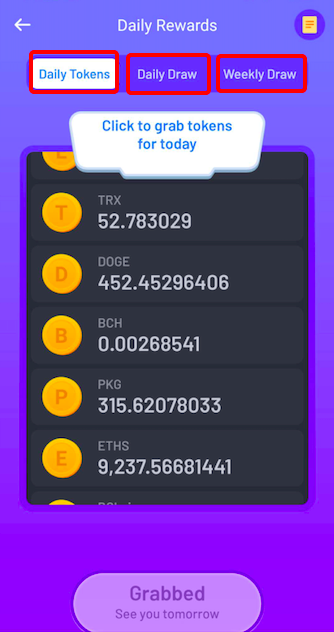 Daily Rewards
Daily Tokens
Daily Draw
Weekly Draw
Click to grab tokens
for today
T
TRX
52.783029
D
DOGE
452.45296406
B
BCH
0.00268541
P
PKG
315.62078033
E
ETHS
9,237.56681441
Grabbed
See you tomorrow